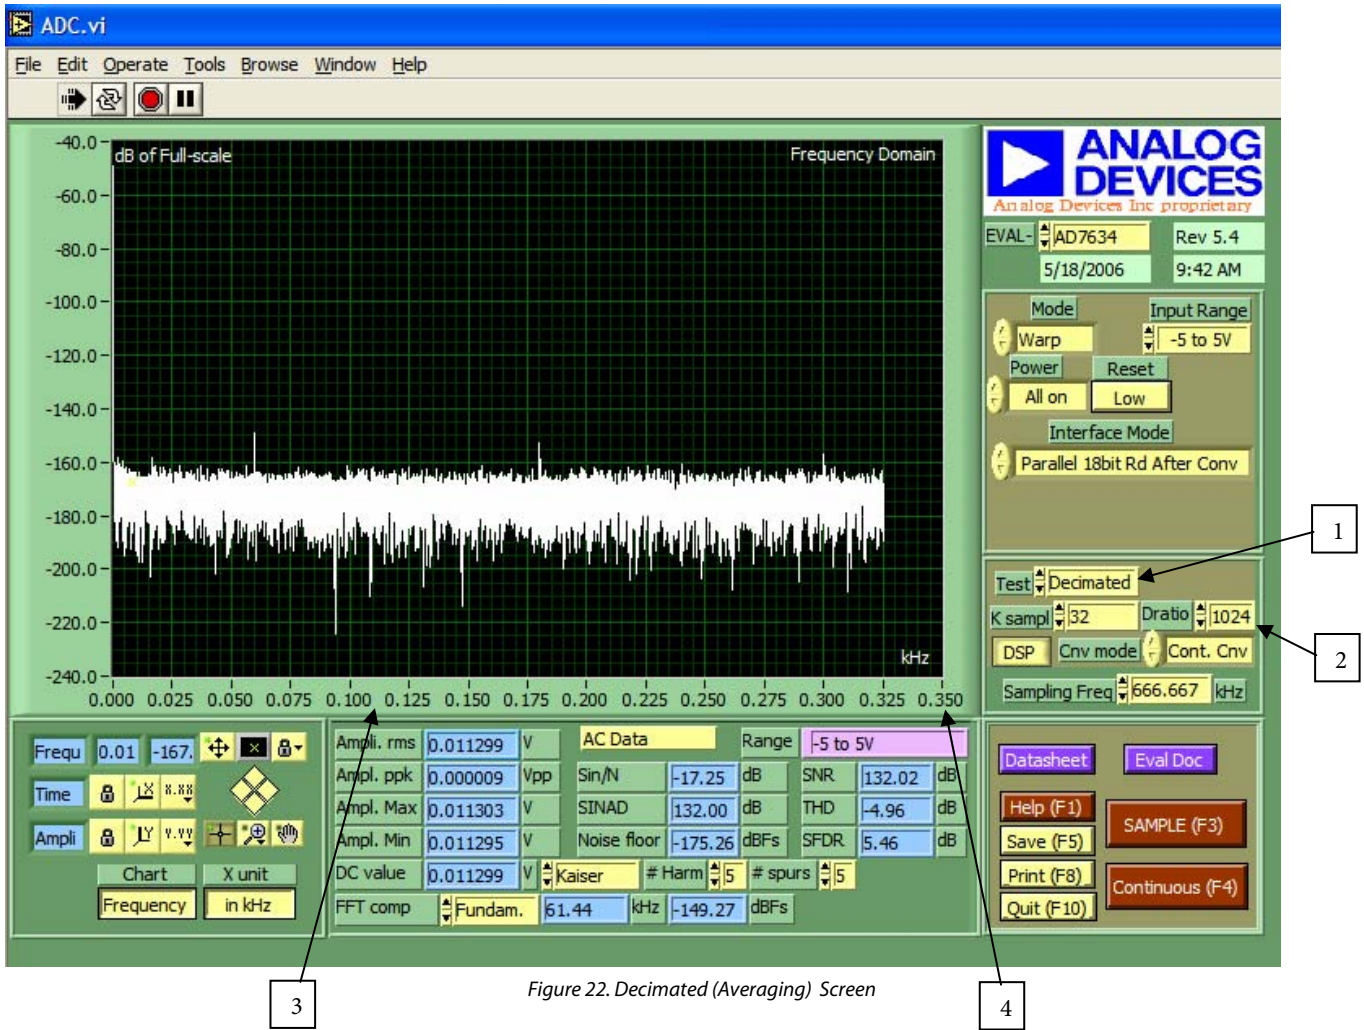 ADC.vi
File Edit Operate Tools Browse Window Help
dB of Full-scale
Frequency Domain
-40.0
-60.0
-80.0
-100.0
-120.0
-140.0
-160.0
-180.0
-200.0
-220.0
-240.0
kHz
0.000 0.025 0.050 0.075 0.100 0.125 0.150 0.175 0.200 0.225 0.250 0.275 0.300 0.325 0.350
ANALOG
DEVICES
Analog Devices Inc proprietary
EVAL- AD7634 Rev 5.4
5/18/2006 9:42 AM
Mode Input Range
Warp -5 to 5V
Power Reset
All on Low
Interface Mode
Parallel 18bit Rd After Conv
1
Test Decimated
K sampl 32 Dratio 1024
2
DSP Cnv mode Cont. Cnv
Sampling Freq 666.667 kHz
Frequ 0.01 -167.
Time X X.XX
Ampli Y Y.YY
Chart X unit
Frequency in kHz
Ampli. rms 0.011299 V AC Data Range -5 to 5V
Ampl. ppk 0.000009 Vpp Sin/N -17.25 dB SNR 132.02 dB
Ampl. Max 0.011303 V SINAD 132.00 dB THD -4.96 dB
Ampl. Min 0.011295 V Noise floor -175.26 dBFs SFDR 5.46 dB
DC value 0.011299 V Kaiser # Harm 5 # spurs 5
FFT comp Fundam. 61.44 kHz -149.27 dBFs
Datasheet Eval Doc
Help (F1)
SAMPLE (F3)
Save (F5)
Print (F8)
Continuous (F4)
Quit (F10)
3
4
Figure 22. Decimated (Averaging) Screen